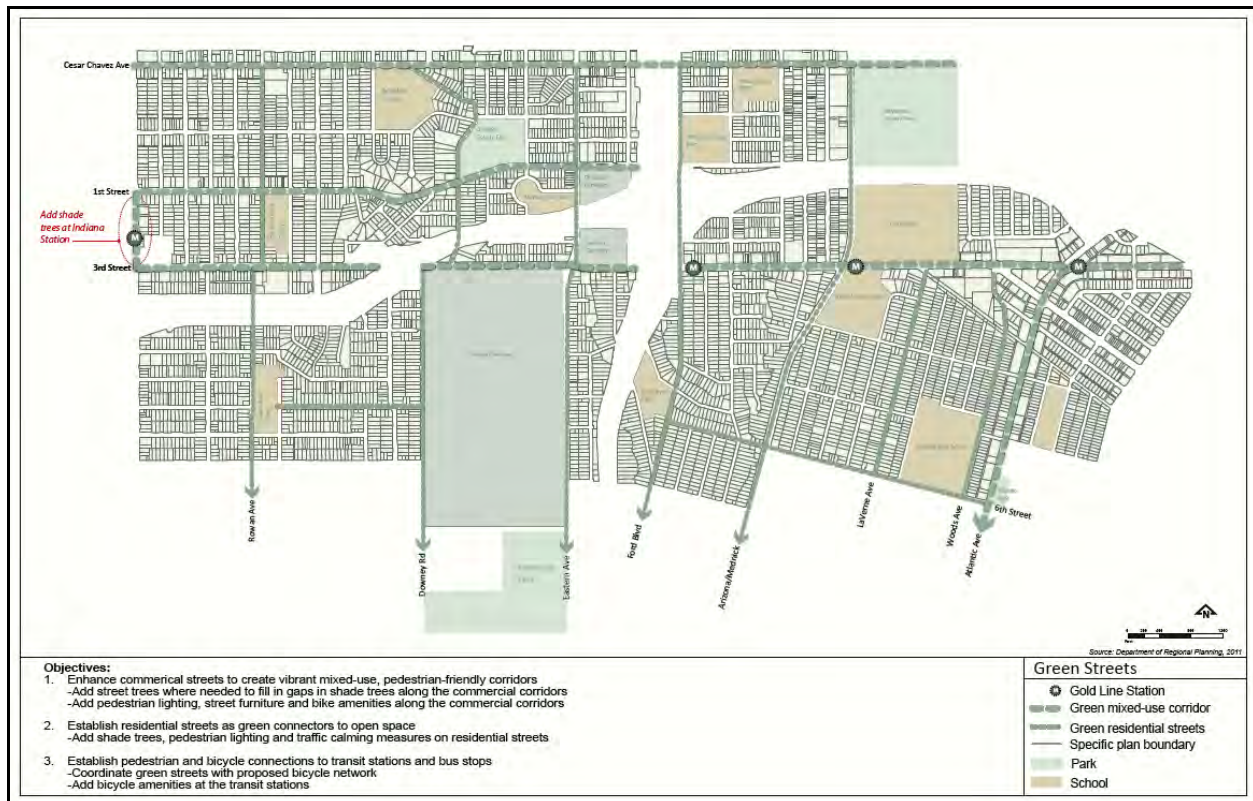 Cesar Chavez Ave
1st Street
Add shade
trees at Indiana
Station
M
3rd Street
M
M
M
Rowan Ave
Downey Rd
Eastern Ave
Ford Blvd
Arizona/Mednick
LaVerne Ave
Woods Ave
Atlantic Ave
6th Street
N
Source: Department of Regional Planning, 2011
Objectives:
1. Enhance commerical streets to create vibrant mixed-use, pedestrian-friendly corridors
-Add street trees where needed to fill in gaps in shade trees along the commercial corridors
-Add pedestrian lighting, street furniture and bike amenities along the commercial corridors
2. Establish residential streets as green connectors to open space
-Add shade trees, pedestrian lighting and traffic calming measures on residential streets
3. Establish pedestrian and bicycle connections to transit stations and bus stops
-Coordinate green streets with proposed bicycle network
-Add bicycle amenities at the transit stations
Green Streets
M Gold Line Station
Green mixed-use corridor
Green residential streets
Specific plan boundary
Park
School